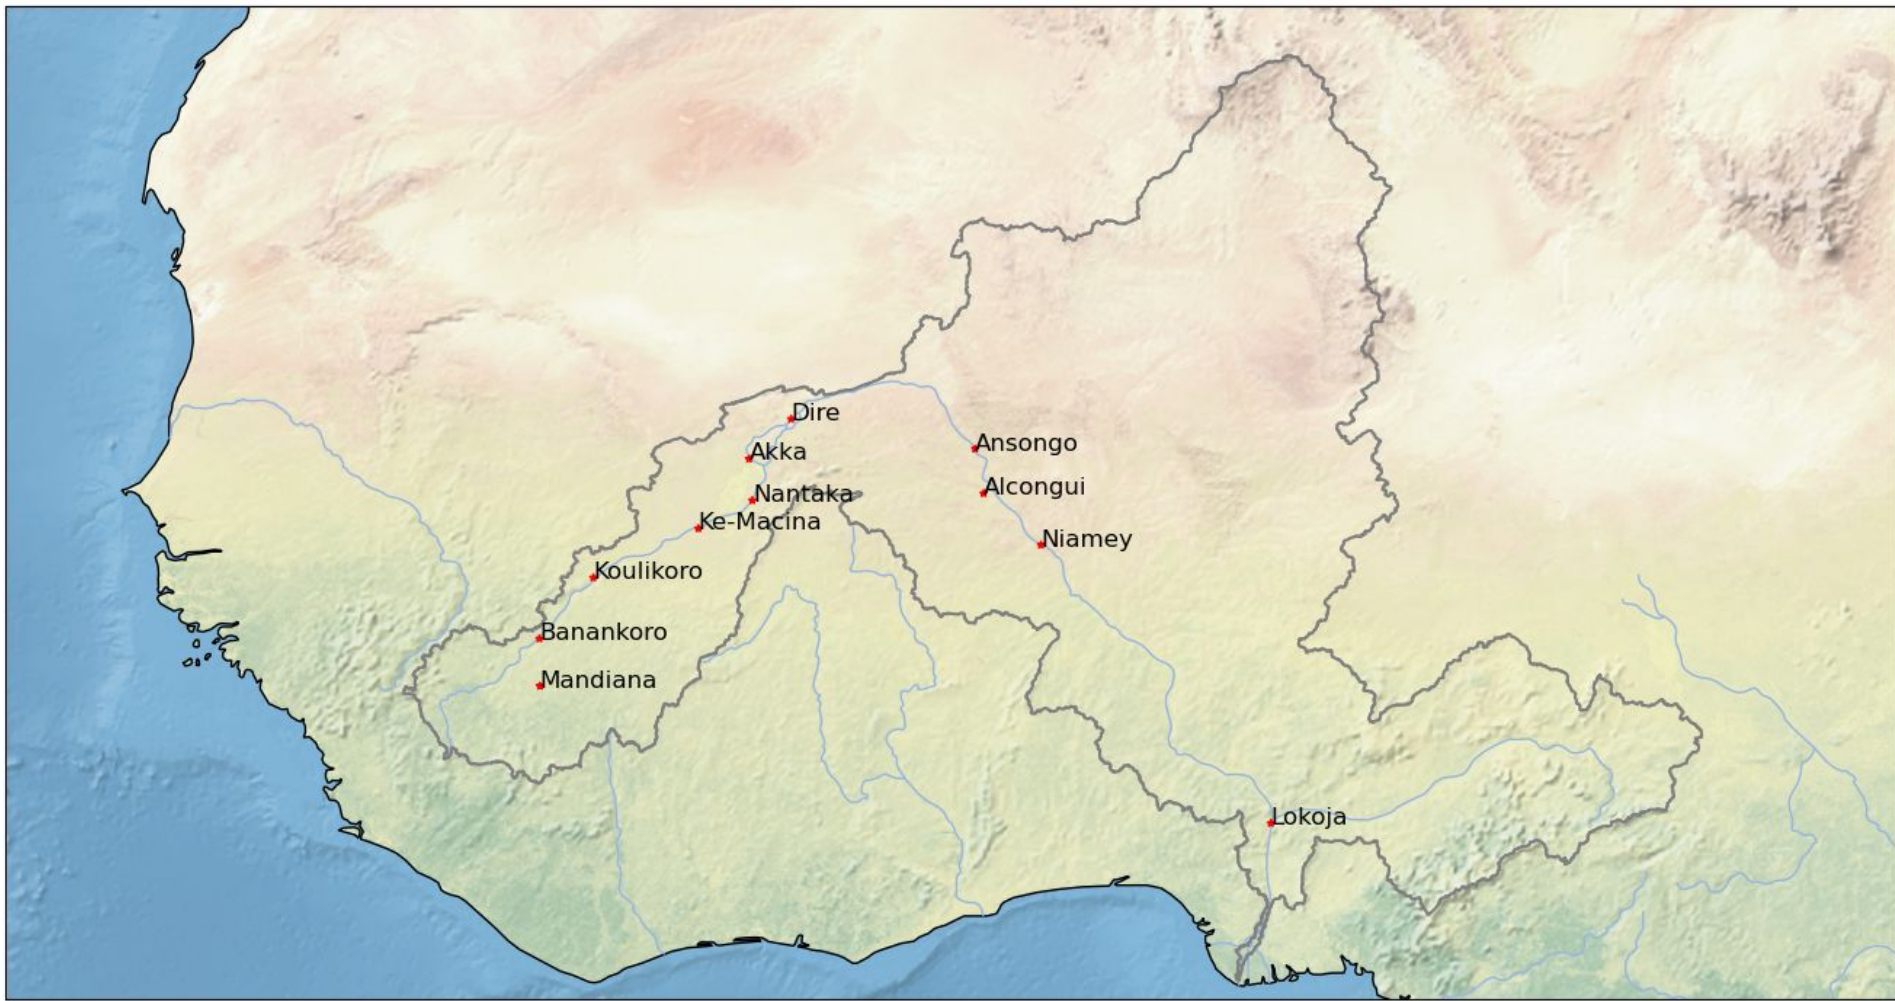 Dire
Ansongo
Akka
Alcongui
Nantaka
Ke-Macina
Niamey
Koulikoro
Banankoro
Mandiana
Lokoja